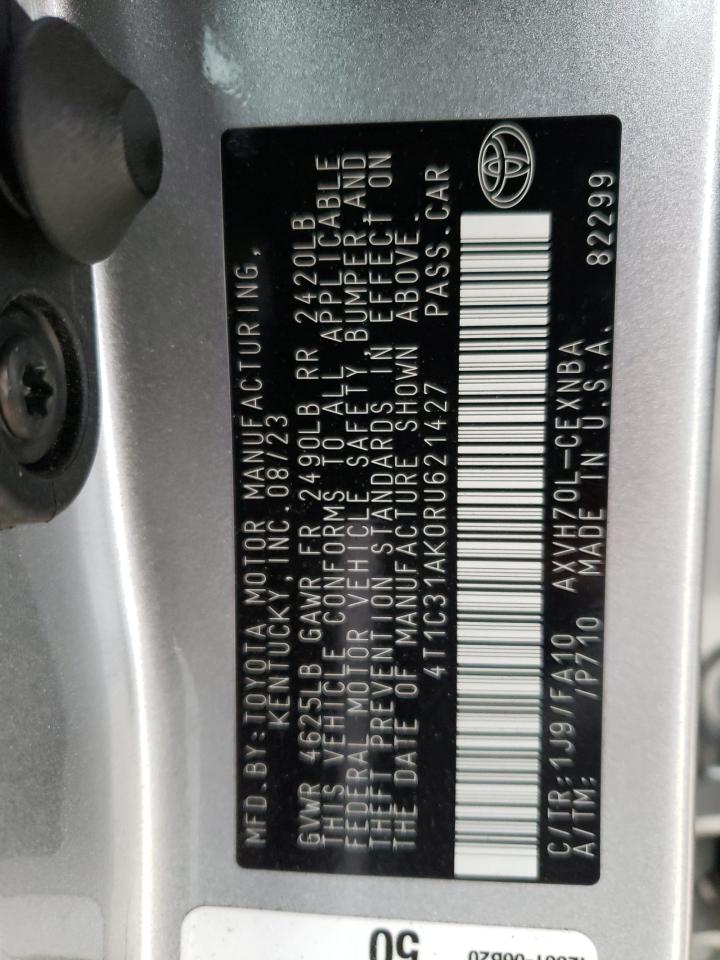 MFD.BY:TOYOTA MOTOR MANUFACTURING,
KENTUCKY,INC. 08/23
GVWR 4625LB GAWR FR 2490LB RR 2420LB
THIS VEHICLE CONFORMS TO ALL APPLICABLE
FEDERAL MOTOR VEHICLE SAFETY, BUMPER AND
THEFT PREVENTION STANDARDS IN EFFECT ON
THE DATE OF MANUFACTURE SHOWN ABOVE.
4T1C31AK0RU621427 PASS.CAR
C/TR:1J9/FA10 AXVH70L-CEXNBA
A/TM: /P710 MADE IN U.S.A. 82299
50